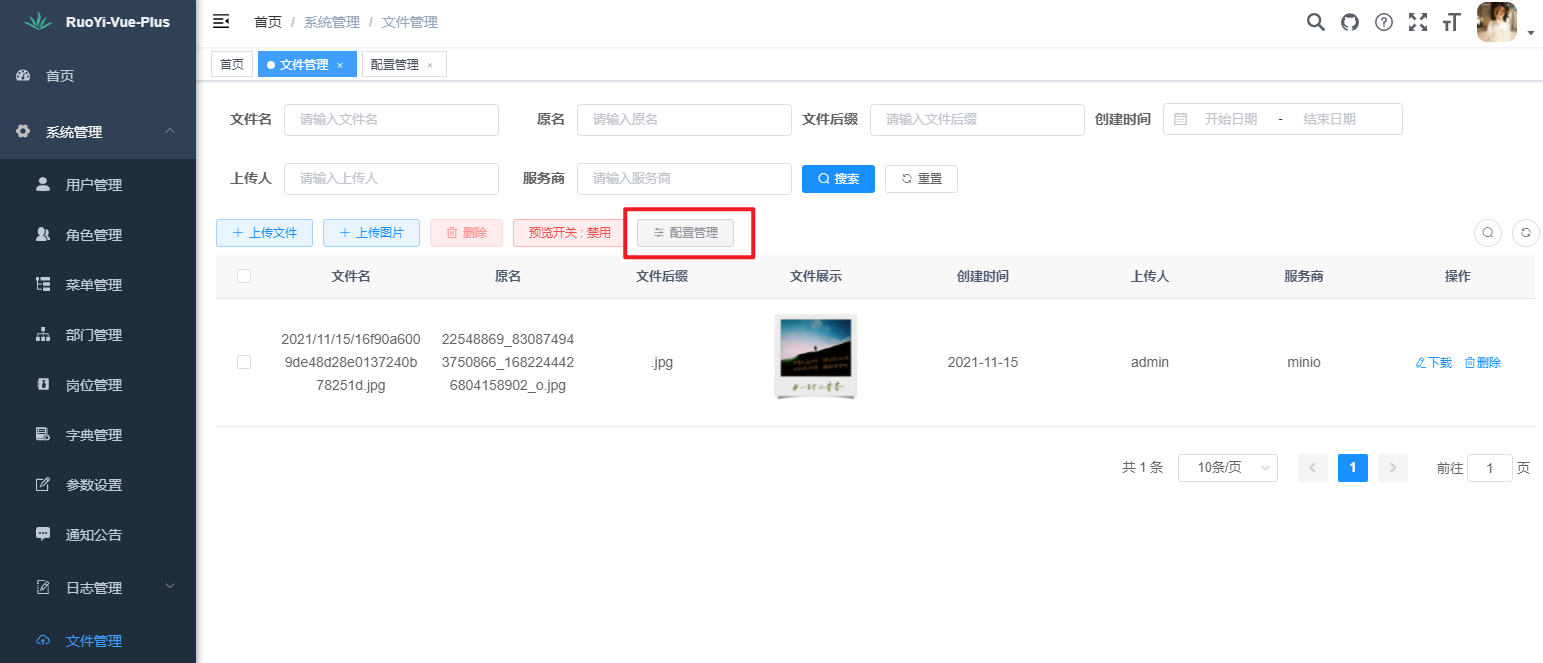 RuoYi-Vue-Plus
首页 / 系统管理 / 文件管理
首页
文件管理 ×
配置管理 ×
首页
系统管理
用户管理
角色管理
菜单管理
部门管理
岗位管理
字典管理
参数设置
通知公告
日志管理
文件管理
文件名 请输入文件名 原名 请输入原名 文件后缀 请输入文件后缀 创建时间 开始日期 - 结束日期
上传人 请输入上传人 服务商 请输入服务商 搜索 重置
上传文件 上传图片 删除 预览开关 : 禁用 配置管理
文件名 原名 文件后缀 文件展示 创建时间 上传人 服务商 操作
2021/11/15/16f90a600
9de48d28e0137240b
78251d.jpg
22548869_83087494
3750866_168224442
6804158902_o.jpg
.jpg
2021-11-15
admin
minio
下载 删除
共 1 条 10条/页 1 前往 1 页